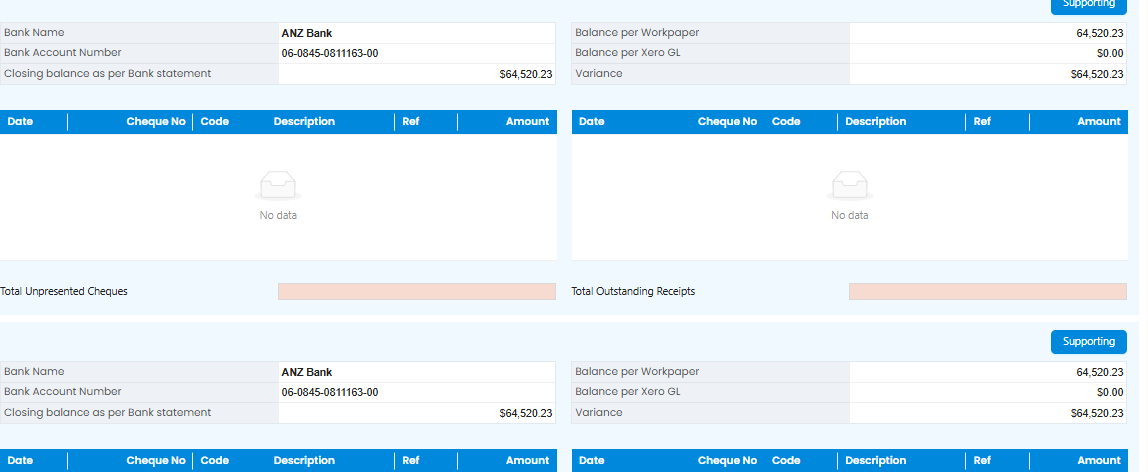 Supporting
Bank Name ANZ Bank Balance per Workpaper 64,520.23
Bank Account Number 06-0845-0811163-00 Balance per Xero GL $0.00
Closing balance as per Bank statement $64,520.23 Variance $64,520.23
Date Cheque No Code Description Ref Amount Date Cheque No Code Description Ref Amount
No data No data
Total Unpresented Cheques Total Outstanding Receipts
Supporting
Bank Name ANZ Bank Balance per Workpaper 64,520.23
Bank Account Number 06-0845-0811163-00 Balance per Xero GL $0.00
Closing balance as per Bank statement $64,520.23 Variance $64,520.23
Date Cheque No Code Description Ref Amount Date Cheque No Code Description Ref Amount